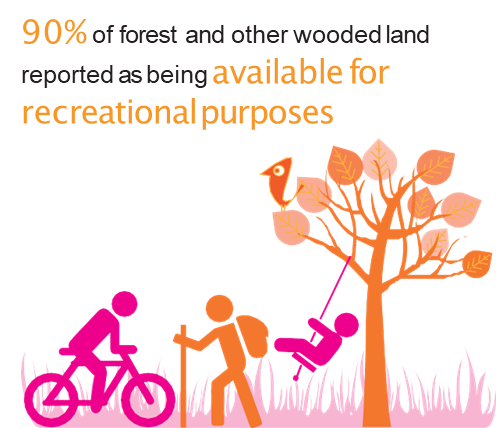 90% of forest and other wooded land
reported as being available for
recreational purposes